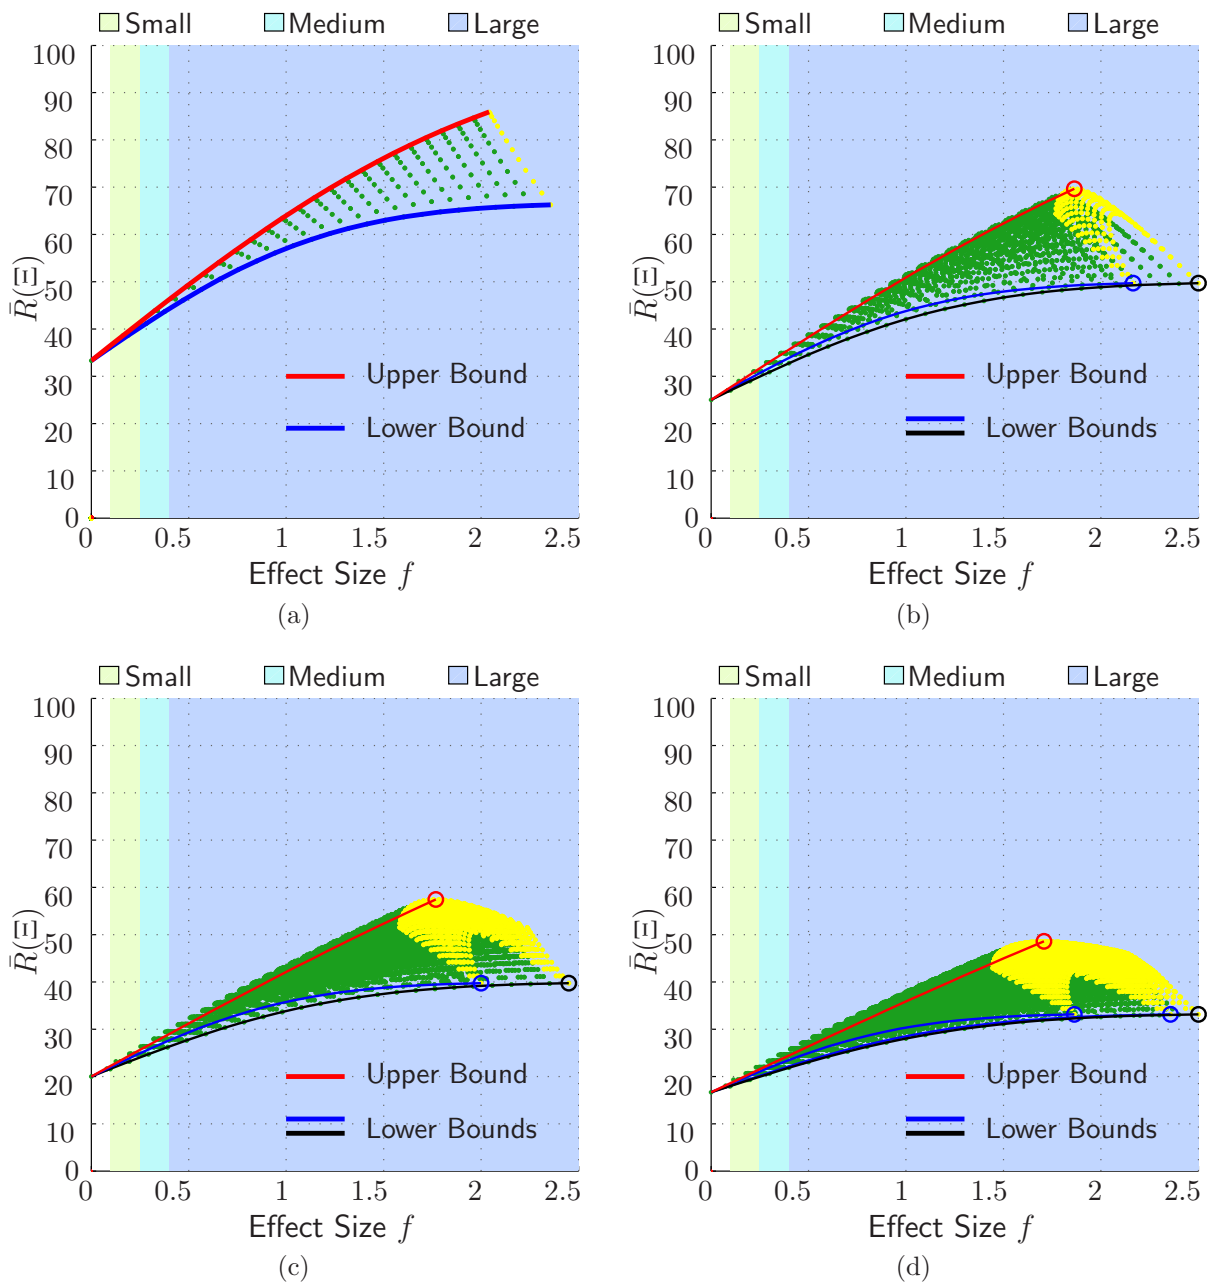 Small Medium Large
100
90
80
70
60
50
40
30
20
10
0
R̄(Ξ)
Upper Bound
Lower Bound
0 0.5 1 1.5 2 2.5
Effect Size f
(a)
Small Medium Large
100
90
80
70
60
50
40
30
20
10
0
R̄(Ξ)
Upper Bound
Lower Bounds
0 0.5 1 1.5 2 2.5
Effect Size f
(b)
Small Medium Large
100
90
80
70
60
50
40
30
20
10
0
R̄(Ξ)
Upper Bound
Lower Bounds
0 0.5 1 1.5 2 2.5
Effect Size f
(c)
Small Medium Large
100
90
80
70
60
50
40
30
20
10
0
R̄(Ξ)
Upper Bound
Lower Bounds
0 0.5 1 1.5 2 2.5
Effect Size f
(d)